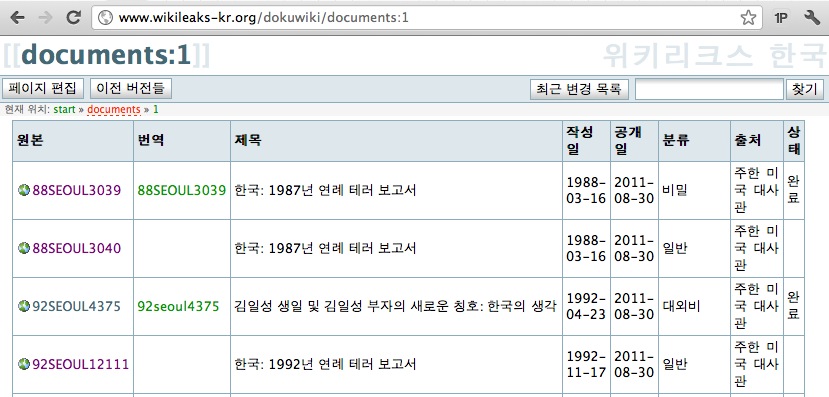 www.wikileaks-kr.org/dokuwiki/documents:1
1P
[[documents:1]]
위키리크스 한국
페이지 편집 이전 버전들 최근 변경 목록 찾기
현재 위치: start » documents » 1
원본 번역 제목 작성일 공개일 분류 출처 상태
88SEOUL3039 88SEOUL3039 한국: 1987년 연례 테러 보고서 1988-03-16 2011-08-30 비밀 주한 미국 대사관 완료
88SEOUL3040 한국: 1987년 연례 테러 보고서 1988-03-16 2011-08-30 일반 주한 미국 대사관
92SEOUL4375 92seoul4375 김일성 생일 및 김일성 부자의 새로운 칭호: 한국의 생각 1992-04-23 2011-08-30 대외비 주한 미국 대사관 완료
92SEOUL12111 한국: 1992년 연례 테러 보고서 1992-11-17 2011-08-30 일반 주한 미국 대사관